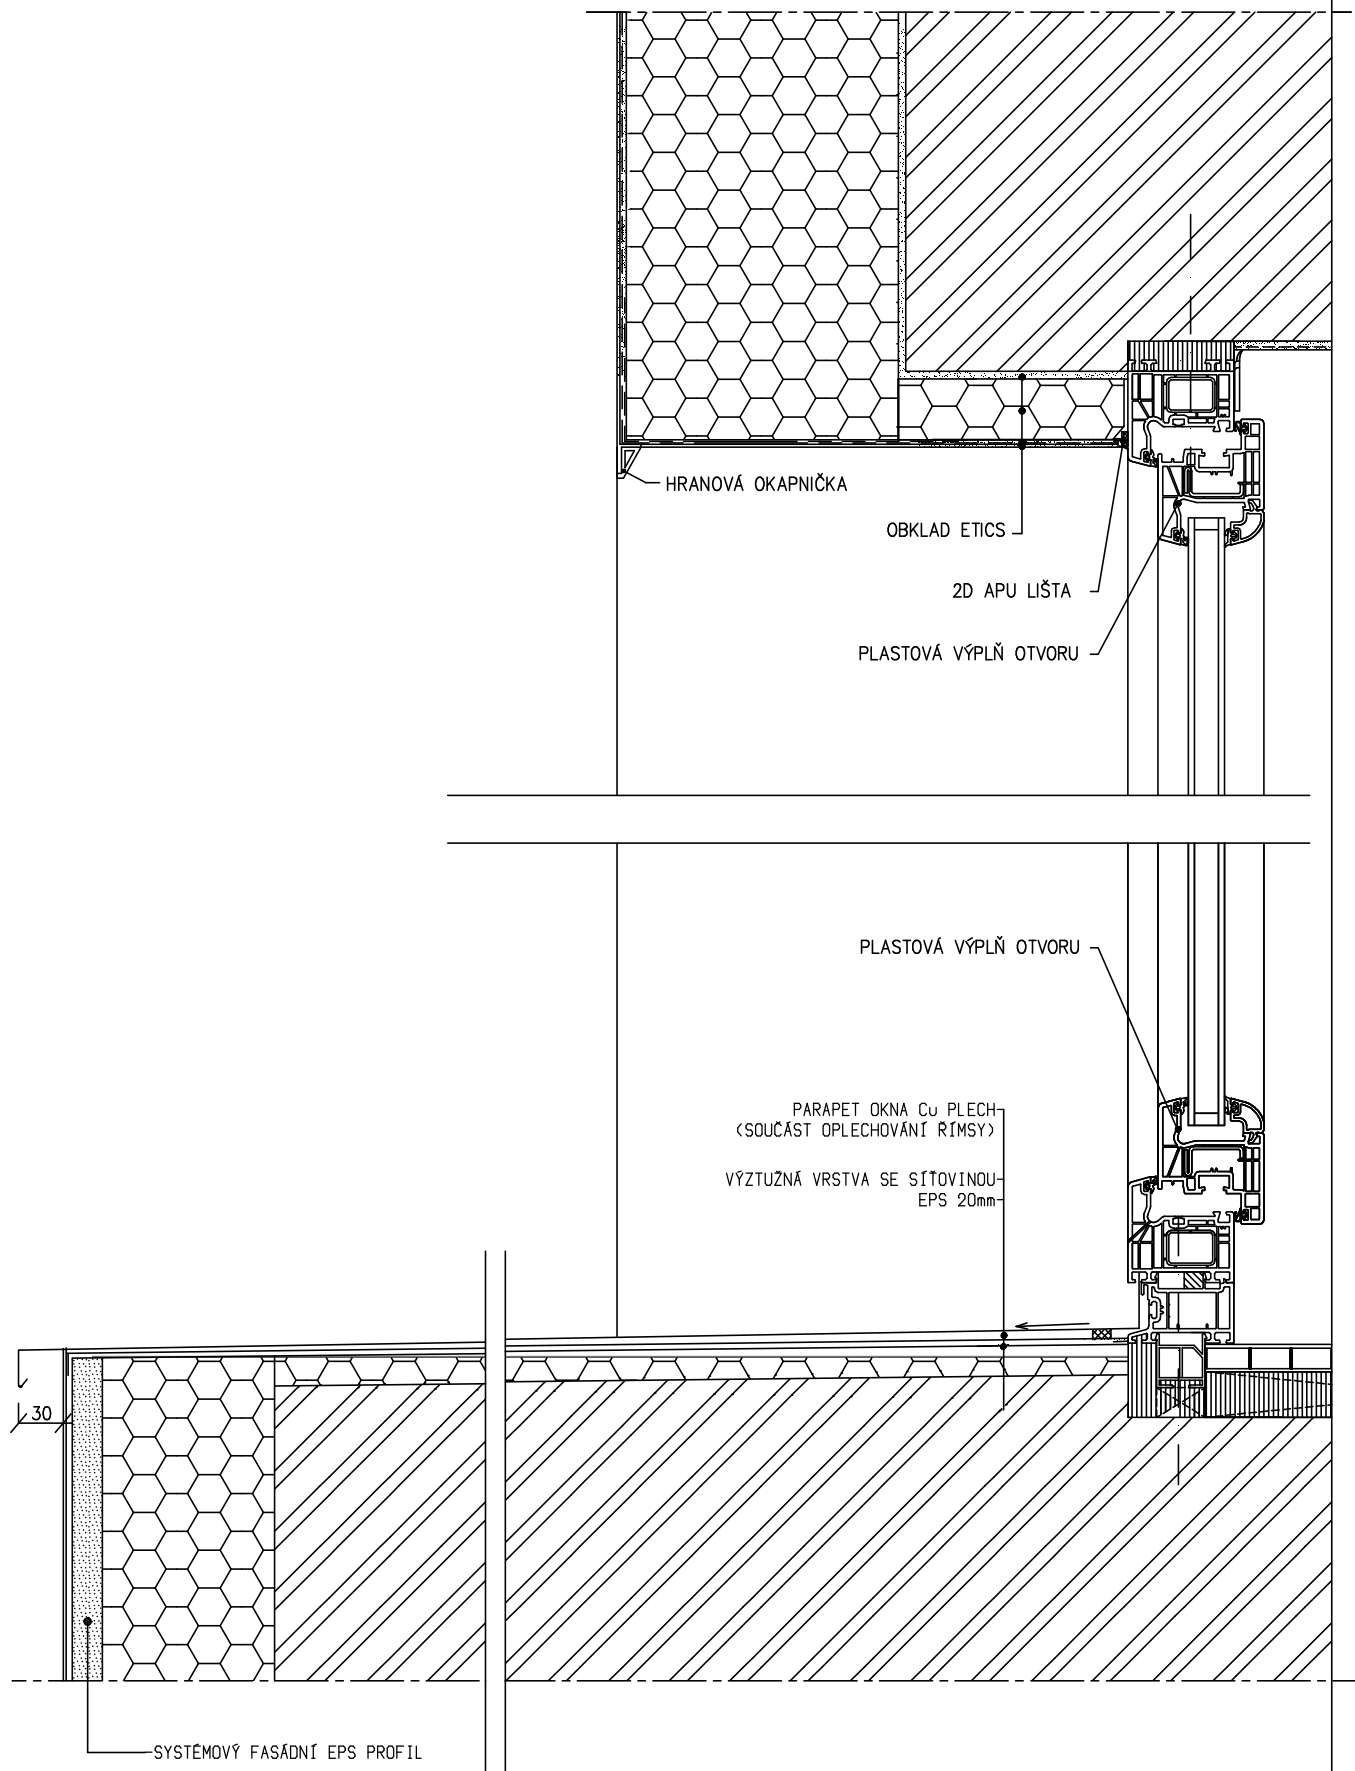 HRANOVÁ OKAPNIČKA
OBKLAD ETICS
2D APU LIŠTA
PLASTOVÁ VÝPLŇ OTVORU
PLASTOVÁ VÝPLŇ OTVORU
PARAPET OKNA Cu PLECH
(SOUČÁST OPLECHOVÁNÍ ŘÍMSY)
VÝZTUŽNÁ VRSTVA SE SÍŤOVINOU
EPS 20mm
30
SYSTÉMOVÝ FASÁDNÍ EPS PROFIL